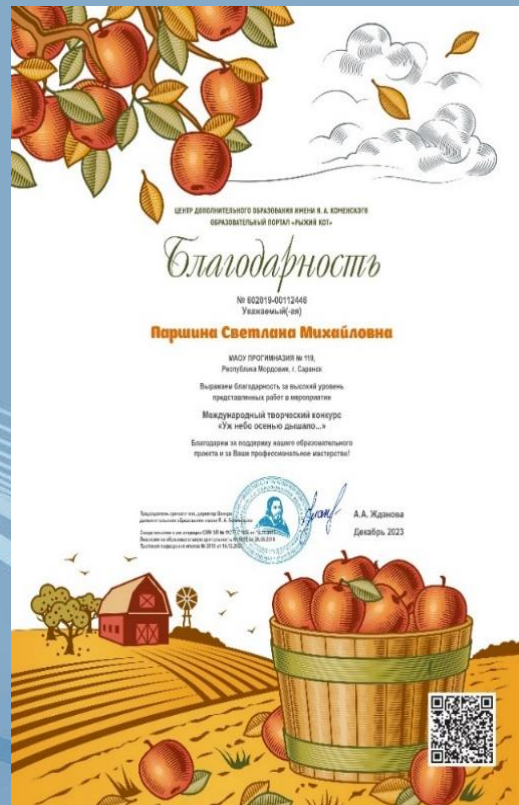 ЦЕНТР ДОПОЛНИТЕЛЬНОГО ОБРАЗОВАНИЯ ИМЕНИ Я. А. КОМЕНСКОГО
ОБРАЗОВАТЕЛЬНЫЙ ПОРТАЛ «РЫЖИЙ КОТ»
Благодарность
№ 602019-00112446
Уважаемый(-ая)
Паршина Светлана Михайловна
МАОУ ПРОГИМНАЗИЯ № 119,
Республика Мордовия, г. Саранск
Выражаем благодарность за высокий уровень
представленных работ в мероприятии
Международный творческий конкурс
«Уж небо осенью дышало...»
Благодарим за поддержку нашего образовательного
проекта и за Ваше профессиональное мастерство!
А.А. Жданова
Декабрь 2023